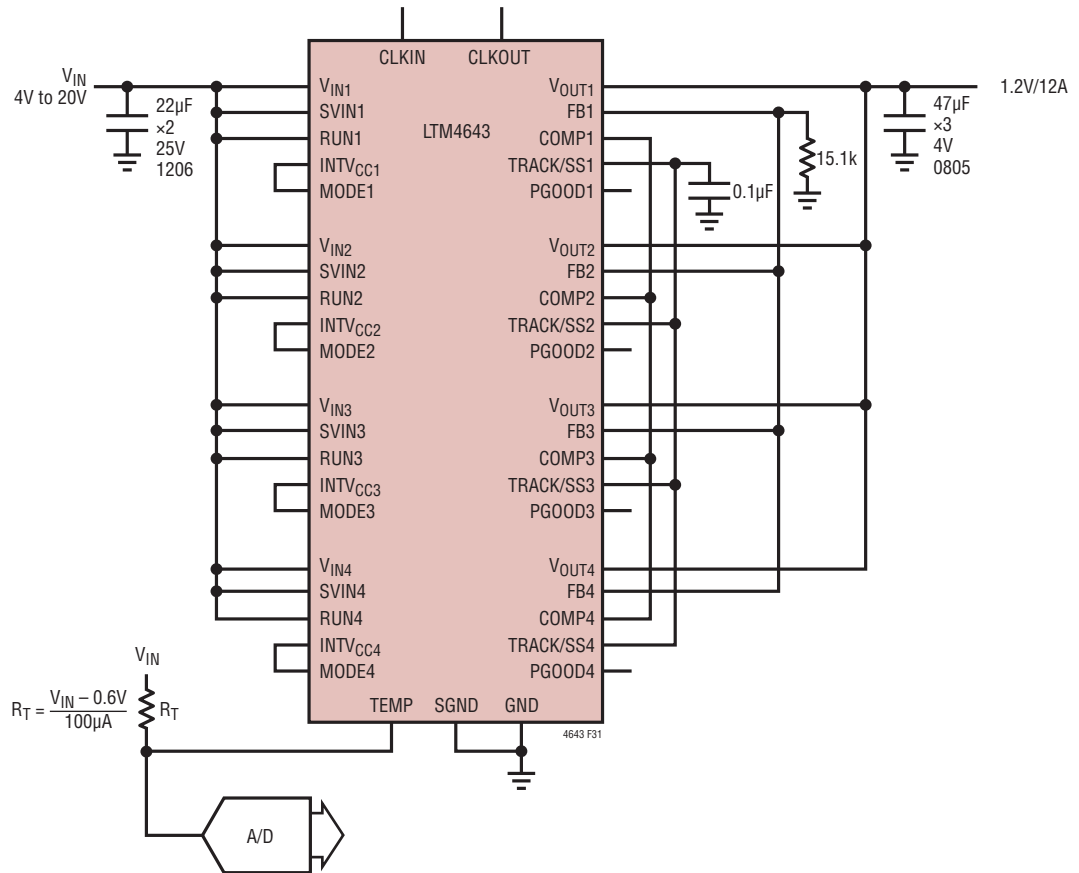 CLKIN CLKOUT
LTM4643
VIN
4V to 20V
22µF
×2
25V
1206
VIN1
SVIN1
RUN1
INTVCC1
MODE1
VIN2
SVIN2
RUN2
INTVCC2
MODE2
VIN3
SVIN3
RUN3
INTVCC3
MODE3
VIN4
SVIN4
RUN4
INTVCC4
MODE4
VOUT1
FB1
COMP1
TRACK/SS1
PGOOD1
VOUT2
FB2
COMP2
TRACK/SS2
PGOOD2
VOUT3
FB3
COMP3
TRACK/SS3
PGOOD3
VOUT4
FB4
COMP4
TRACK/SS4
PGOOD4
0.1µF
15.1k
47µF
×3
4V
0805
1.2V/12A
TEMP SGND GND
4643 F31
VIN
RT = VIN – 0.6V
100µA
RT
A/D